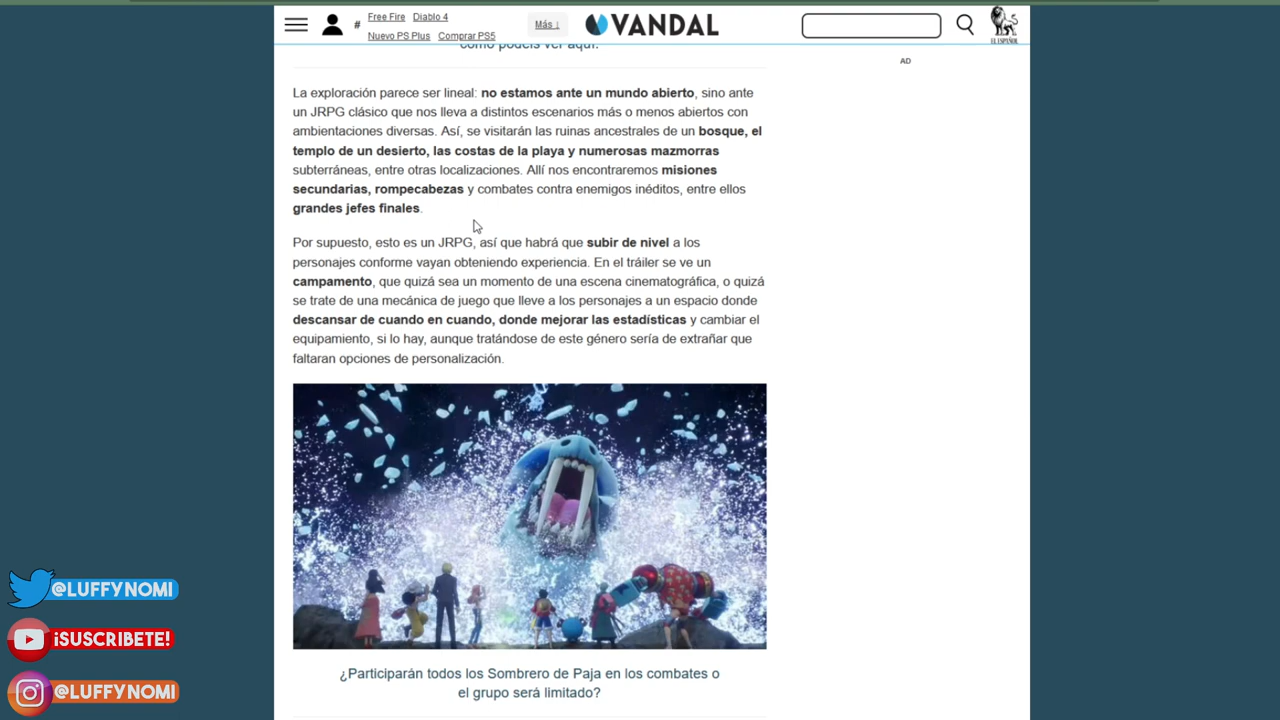 # Free Fire Diablo 4
Nuevo PS Plus Comprar PS5
Más ↓
VANDAL
EL ESPAÑOL
como podéis ver aquí.
AD
La exploración parece ser lineal: no estamos ante un mundo abierto, sino ante
un JRPG clásico que nos lleva a distintos escenarios más o menos abiertos con
ambientaciones diversas. Así, se visitarán las ruinas ancestrales de un bosque, el
templo de un desierto, las costas de la playa y numerosas mazmorras
subterráneas, entre otras localizaciones. Allí nos encontraremos misiones
secundarias, rompecabezas y combates contra enemigos inéditos, entre ellos
grandes jefes finales.
Por supuesto, esto es un JRPG, así que habrá que subir de nivel a los
personajes conforme vayan obteniendo experiencia. En el tráiler se ve un
campamento, que quizá sea un momento de una escena cinematográfica, o quizá
se trate de una mecánica de juego que lleve a los personajes a un espacio donde
descansar de cuando en cuando, donde mejorar las estadísticas y cambiar el
equipamiento, si lo hay, aunque tratándose de este género sería de extrañar que
faltaran opciones de personalización.
¿Participarán todos los Sombrero de Paja en los combates o
el grupo será limitado?
@LUFFYNOMI
¡SUSCRIBETE!
@LUFFYNOMI